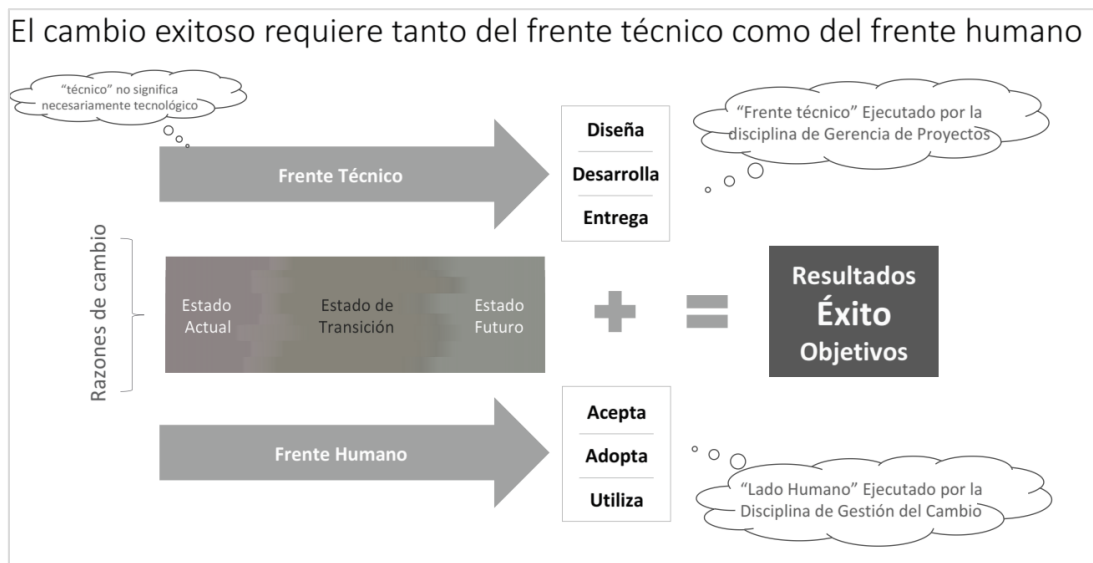 El cambio exitoso requiere tanto del frente técnico como del frente humano
“técnico” no significa
necesariamente tecnológico
Frente Técnico
Diseña
Desarrolla
Entrega
“Frente técnico” Ejecutado por la
disciplina de Gerencia de Proyectos
Razones de cambio
Estado
Actual
Estado de
Transición
Estado
Futuro
+
=
Resultados
Éxito
Objetivos
Frente Humano
Acepta
Adopta
Utiliza
“Lado Humano” Ejecutado por la
Disciplina de Gestión del Cambio